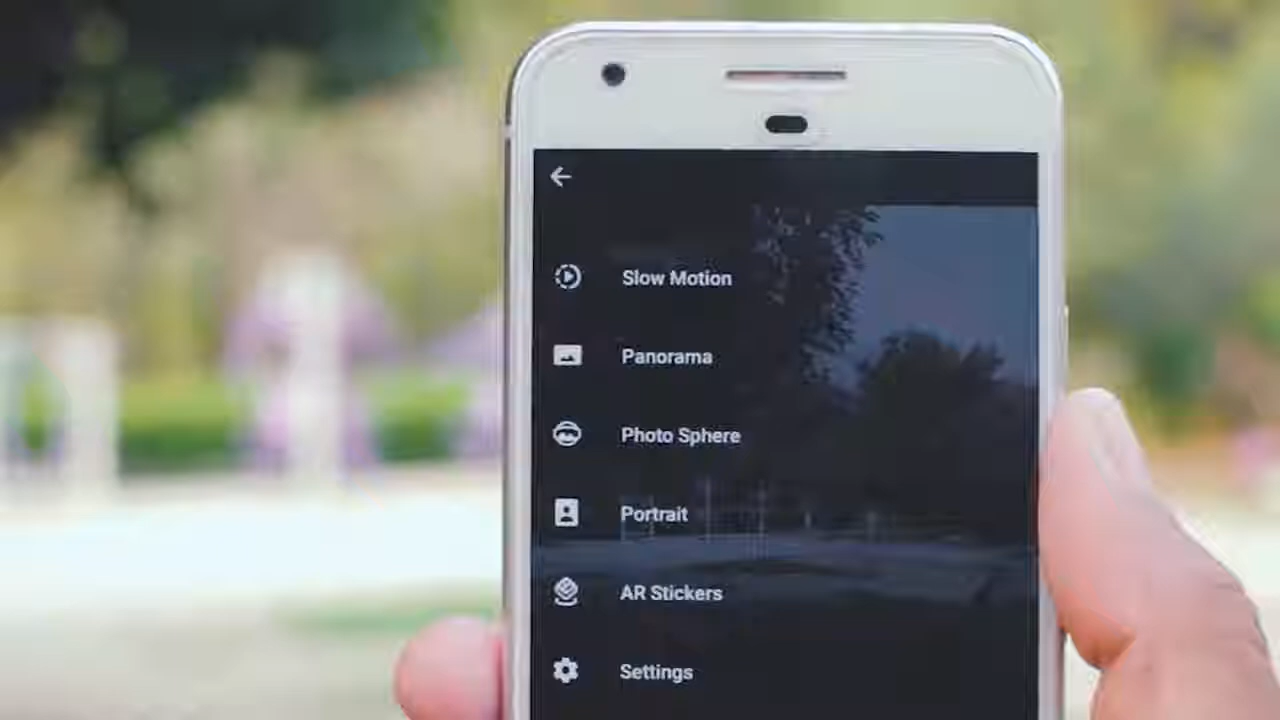 Slow Motion
Panorama
Photo Sphere
Portrait
AR Stickers
Settings